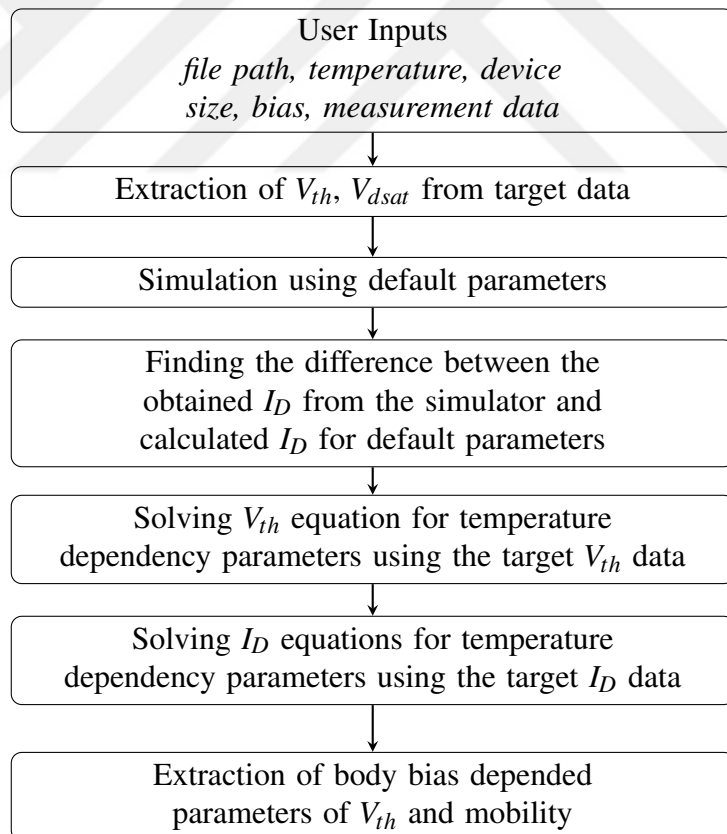 User Inputs
file path, temperature, device
size, bias, measurement data
Extraction of V_th, V_dsat from target data
Simulation using default parameters
Finding the difference between the
obtained I_D from the simulator and
calculated I_D for default parameters
Solving V_th equation for temperature
dependency parameters using the target V_th data
Solving I_D equations for temperature
dependency parameters using the target I_D data
Extraction of body bias depended
parameters of V_th and mobility